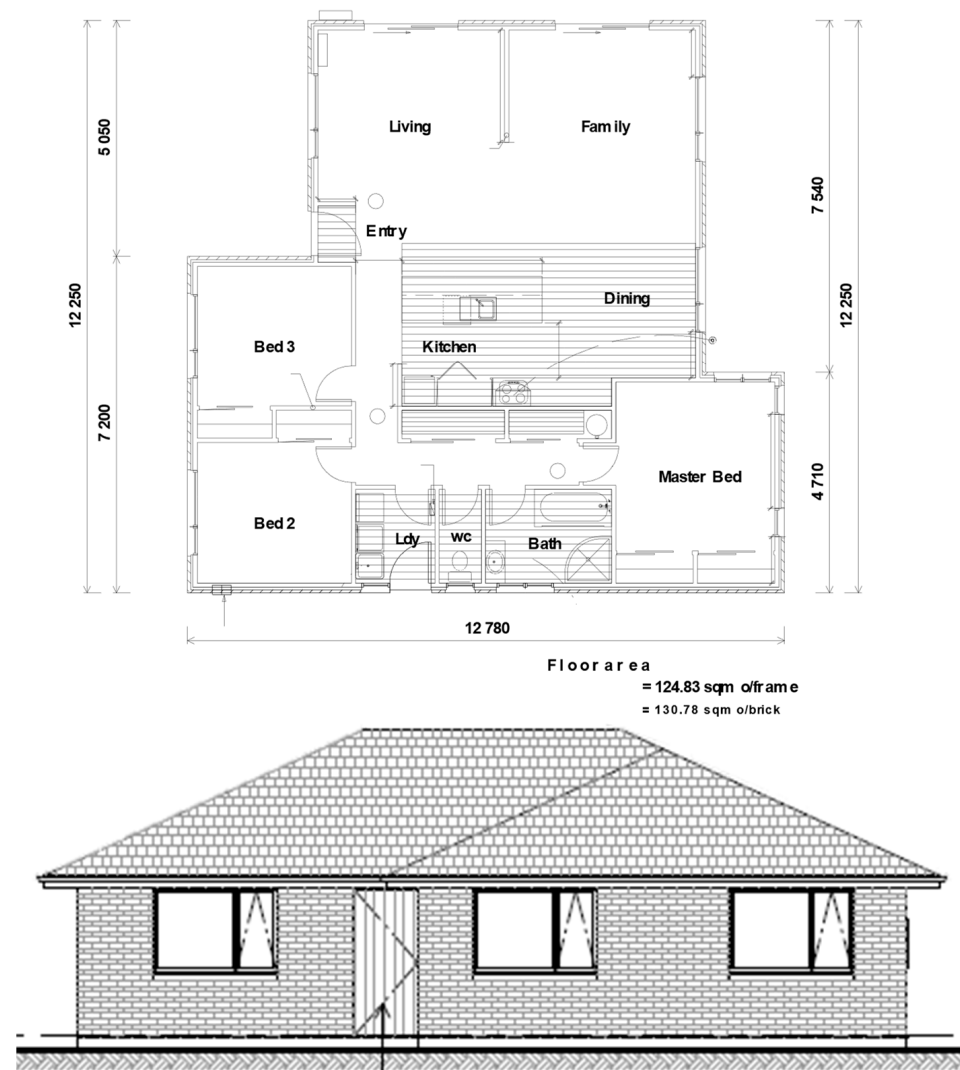 Living
Family
5 050
7 540
Entry
12 250
12 250
Dining
Bed 3
Kitchen
7 200
4 710
Master Bed
Bed 2
Ldy
wc
Bath
12 780
Floor area
= 124.83 sqm o/frame
= 130.78 sqm o/brick